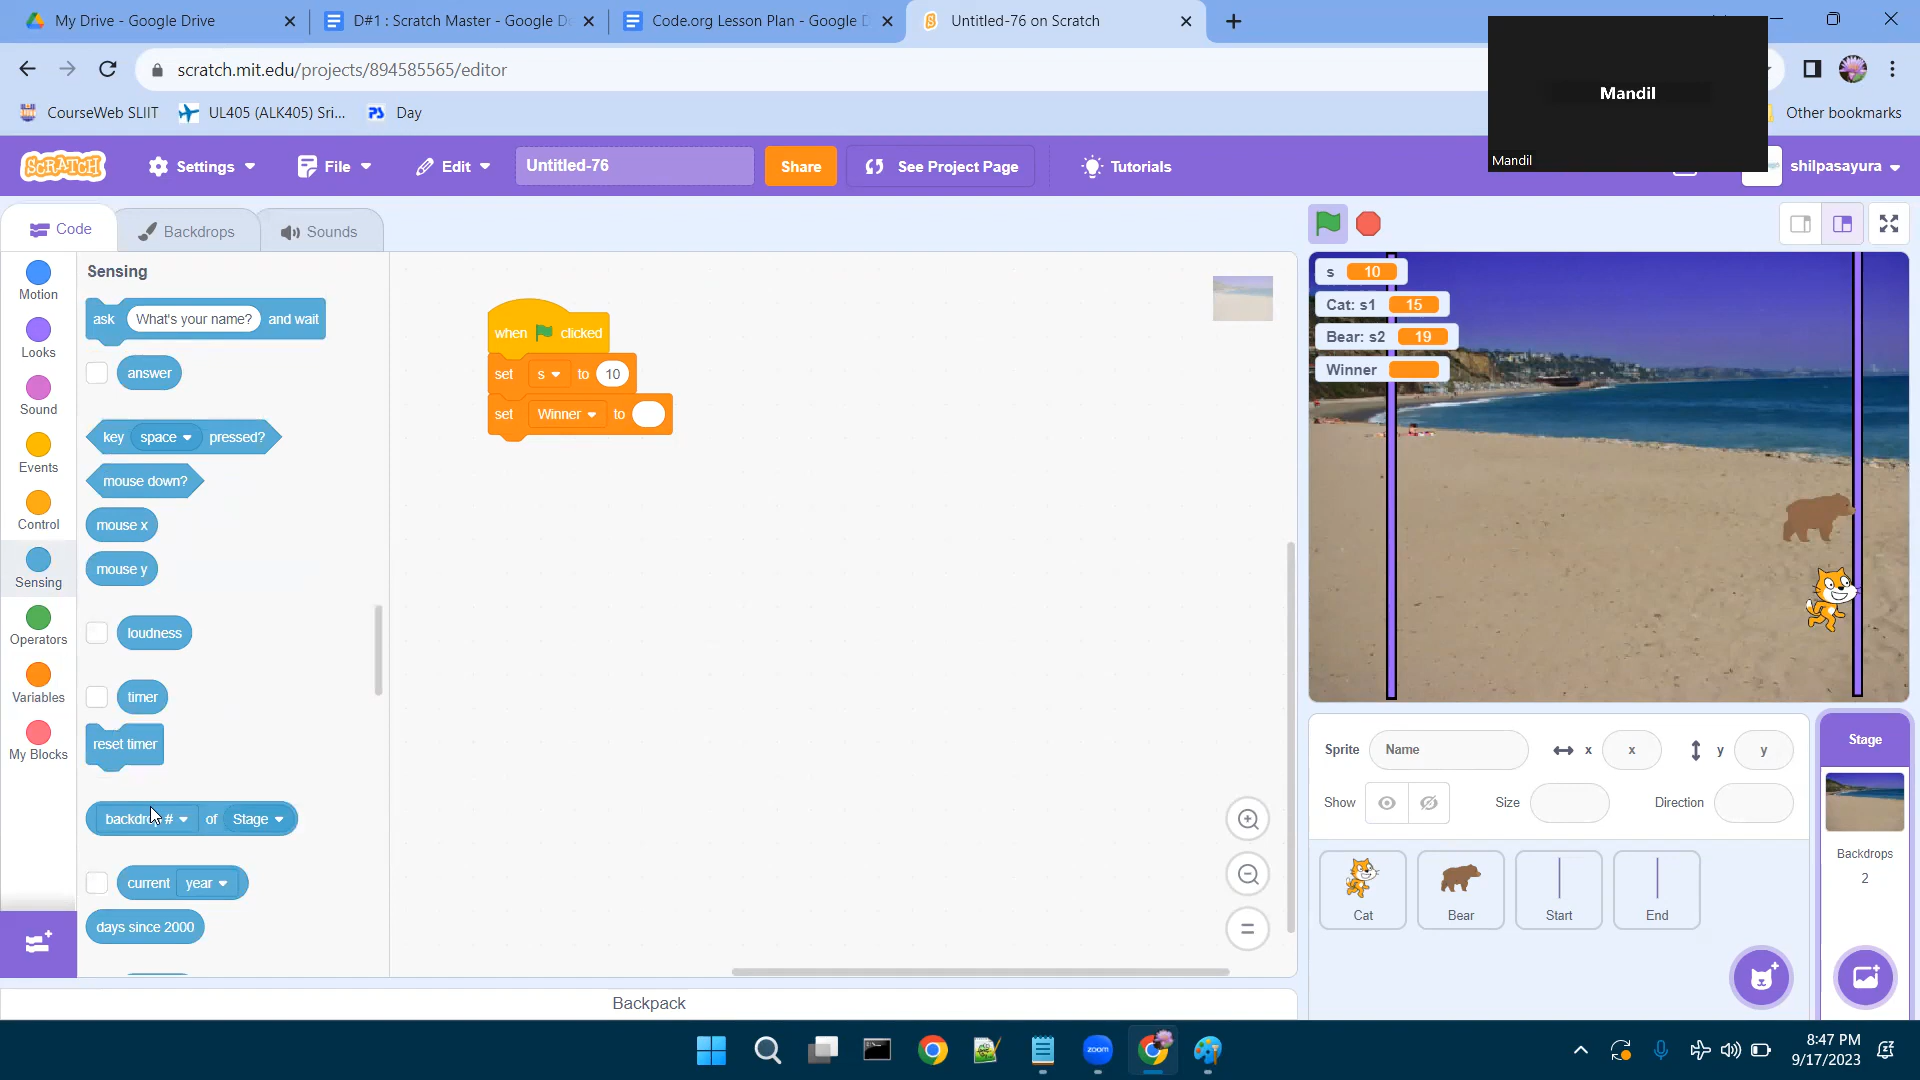 My Drive - Google Drive
D#1 : Scratch Master - Google D
Code.org Lesson Plan - Google D
Untitled-76 on Scratch
scratch.mit.edu/projects/894585565/editor
CourseWeb SLIIT
UL405 (ALK405) Sri...
Day
Other bookmarks
Mandil
Mandil
SCRATCH
Settings
File
Edit
Untitled-76
Share
See Project Page
Tutorials
shilpasayura
Code
Backdrops
Sounds
Motion
Looks
Sound
Events
Control
Sensing
Operators
Variables
My Blocks
Sensing
ask What's your name? and wait
answer
key space pressed?
mouse down?
mouse x
mouse y
loudness
timer
reset timer
backdrop # of Stage
current year
days since 2000
when clicked
set s to 10
set Winner to
s 10
Cat: s1 15
Bear: s2 19
Winner
Sprite Name x x y y
Show Size Direction
Cat
Bear
Start
End
Stage
Backdrops
2
Backpack
zoom
8:47 PM
9/17/2023